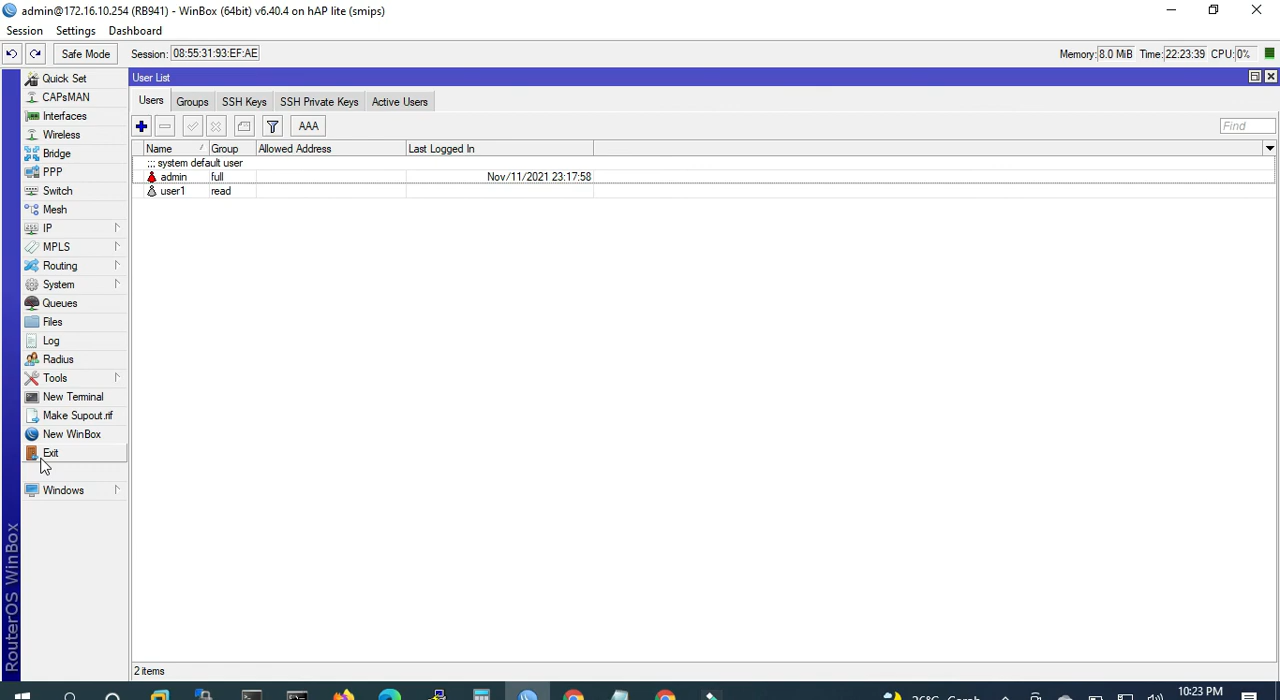 admin@172.16.10.254 (RB941) - WinBox (64bit) v6.40.4 on hAP lite (smips)
Session Settings Dashboard
Safe Mode Session: 08:55:31:93:EF:AE Memory: 8.0 MiB Time: 22:23:39 CPU: 0%
Quick Set
CAPsMAN
Interfaces
Wireless
Bridge
PPP
Switch
Mesh
IP
MPLS
Routing
System
Queues
Files
Log
Radius
Tools
New Terminal
Make Supout.rif
New WinBox
Exit
Windows
RouterOS WinBox
User List
Users Groups SSH Keys SSH Private Keys Active Users
AAA Find
Name Group Allowed Address Last Logged In
;;; system default user
admin full Nov/11/2021 23:17:58
user1 read
2 items
10:23 PM